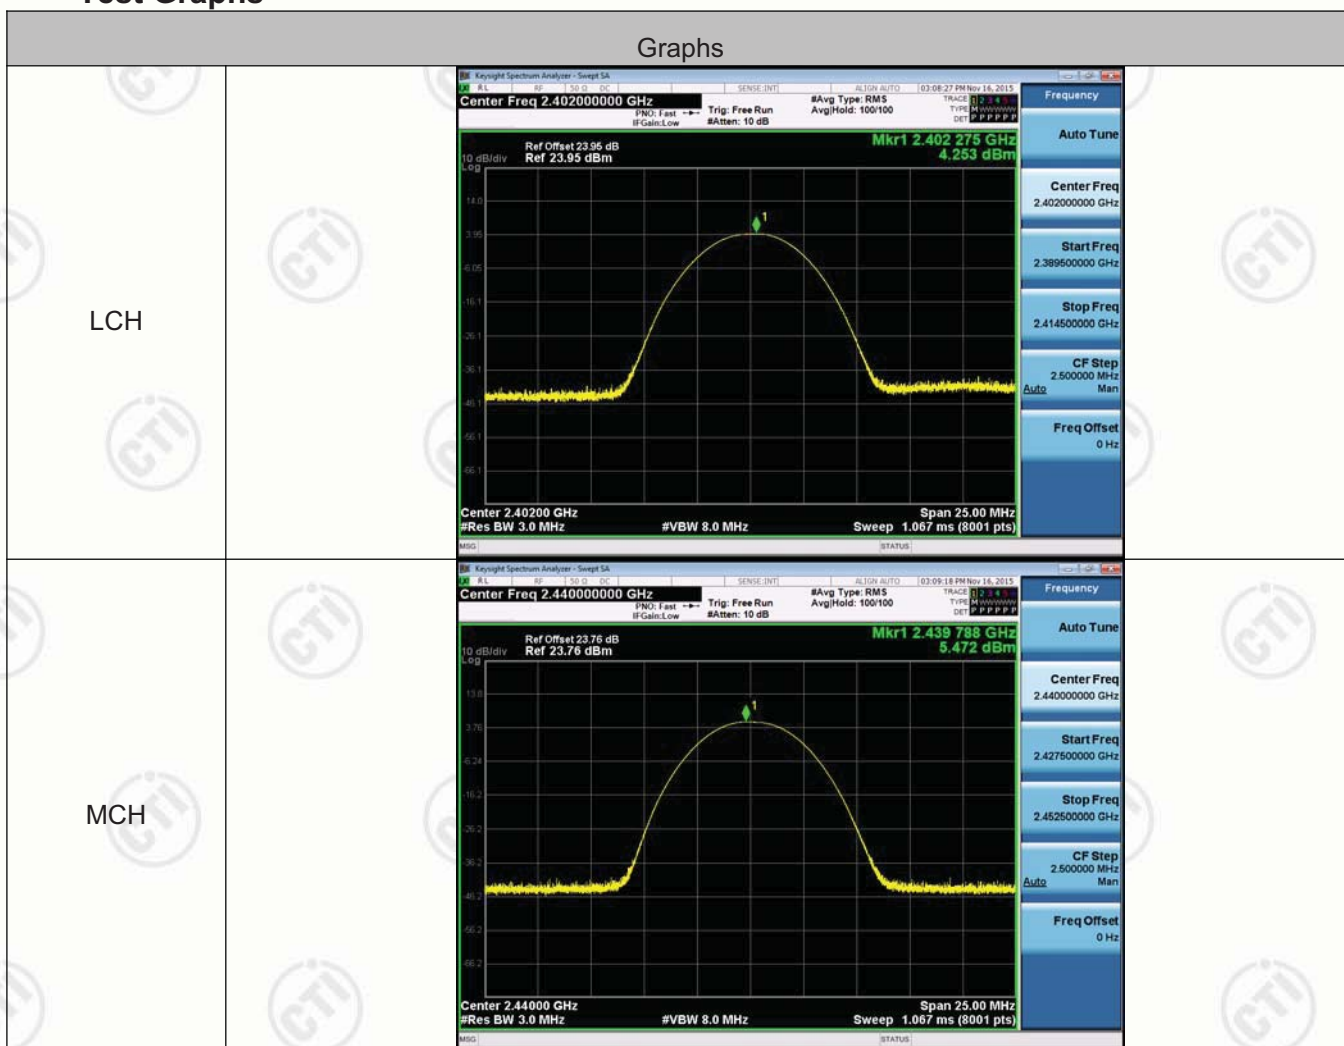 Test Graphs
Graphs
LCH
Keysight Spectrum Analyzer - Swept SA
RL RF 50 Ω DC SENSE:INT ALIGN AUTO 03:08:27 PM Nov 16, 2015
Center Freq 2.402000000 GHz
PNO: Fast
IFGain:Low
Trig: Free Run
#Atten: 10 dB
#Avg Type: RMS
Avg|Hold: 100/100
TRACE 1 2 3 4 5
TYPE M
DET P P P P P P
Ref Offset 23.95 dB
10 dB/div Ref 23.95 dBm
Log
Mkr1 2.402 275 GHz
4.253 dBm
1
14.0
3.95
-6.05
-16.1
-26.1
-36.1
-46.1
-56.1
-66.1
Center 2.40200 GHz Span 25.00 MHz
#Res BW 3.0 MHz #VBW 8.0 MHz Sweep 1.067 ms (8001 pts)
MSG STATUS
Frequency
Auto Tune
Center Freq
2.402000000 GHz
Start Freq
2.389500000 GHz
Stop Freq
2.414500000 GHz
CF Step
2.500000 MHz
Auto Man
Freq Offset
0 Hz
MCH
Keysight Spectrum Analyzer - Swept SA
RL RF 50 Ω DC SENSE:INT ALIGN AUTO 03:09:18 PM Nov 16, 2015
Center Freq 2.440000000 GHz
PNO: Fast
IFGain:Low
Trig: Free Run
#Atten: 10 dB
#Avg Type: RMS
Avg|Hold: 100/100
TRACE 1 2 3 4 5
TYPE M
DET P P P P P P
Ref Offset 23.76 dB
10 dB/div Ref 23.76 dBm
Log
Mkr1 2.439 788 GHz
5.472 dBm
1
13.8
3.76
-6.24
-16.2
-26.2
-36.2
-46.2
-56.2
-66.2
Center 2.44000 GHz Span 25.00 MHz
#Res BW 3.0 MHz #VBW 8.0 MHz Sweep 1.067 ms (8001 pts)
MSG STATUS
Frequency
Auto Tune
Center Freq
2.440000000 GHz
Start Freq
2.427500000 GHz
Stop Freq
2.452500000 GHz
CF Step
2.500000 MHz
Auto Man
Freq Offset
0 Hz
CTI